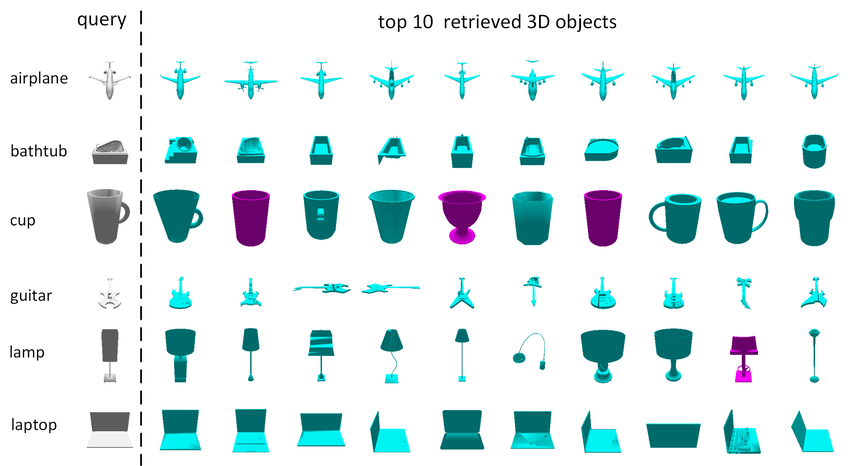 query
top 10 retrieved 3D objects
airplane
bathtub
cup
guitar
lamp
laptop